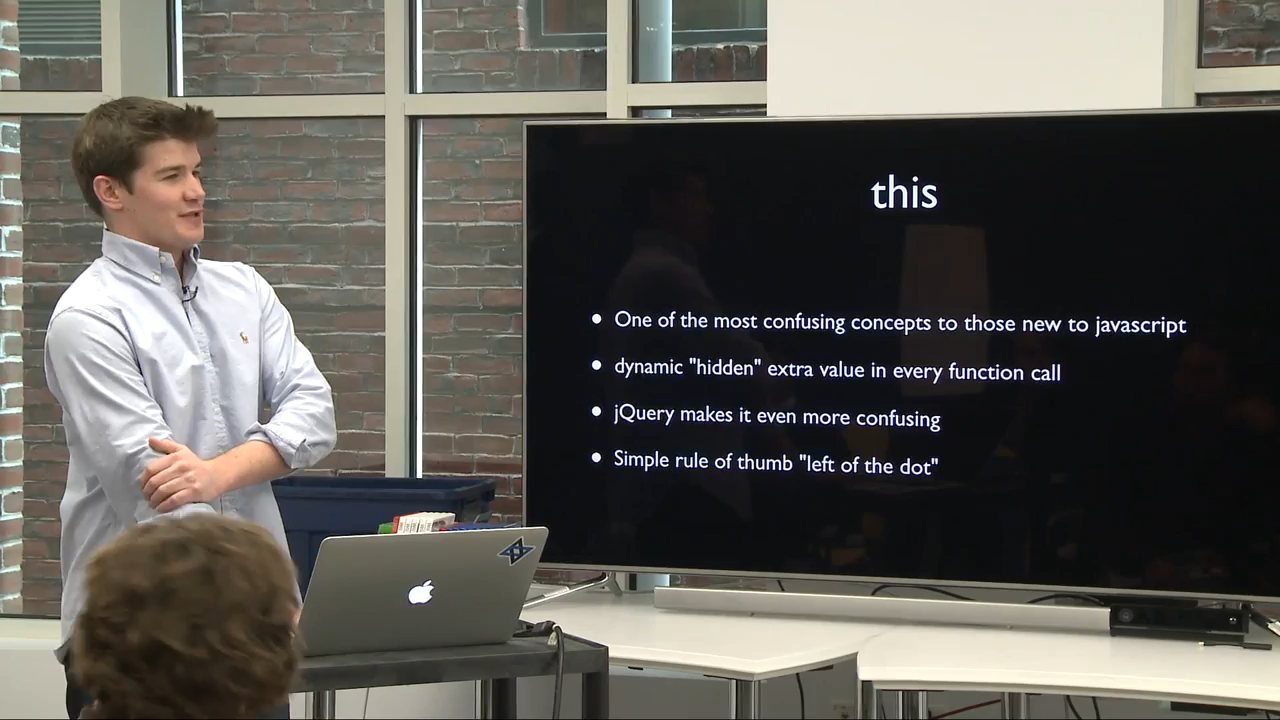 this
• One of the most confusing concepts to those new to javascript
• dynamic "hidden" extra value in every function call
• jQuery makes it even more confusing
• Simple rule of thumb "left of the dot"